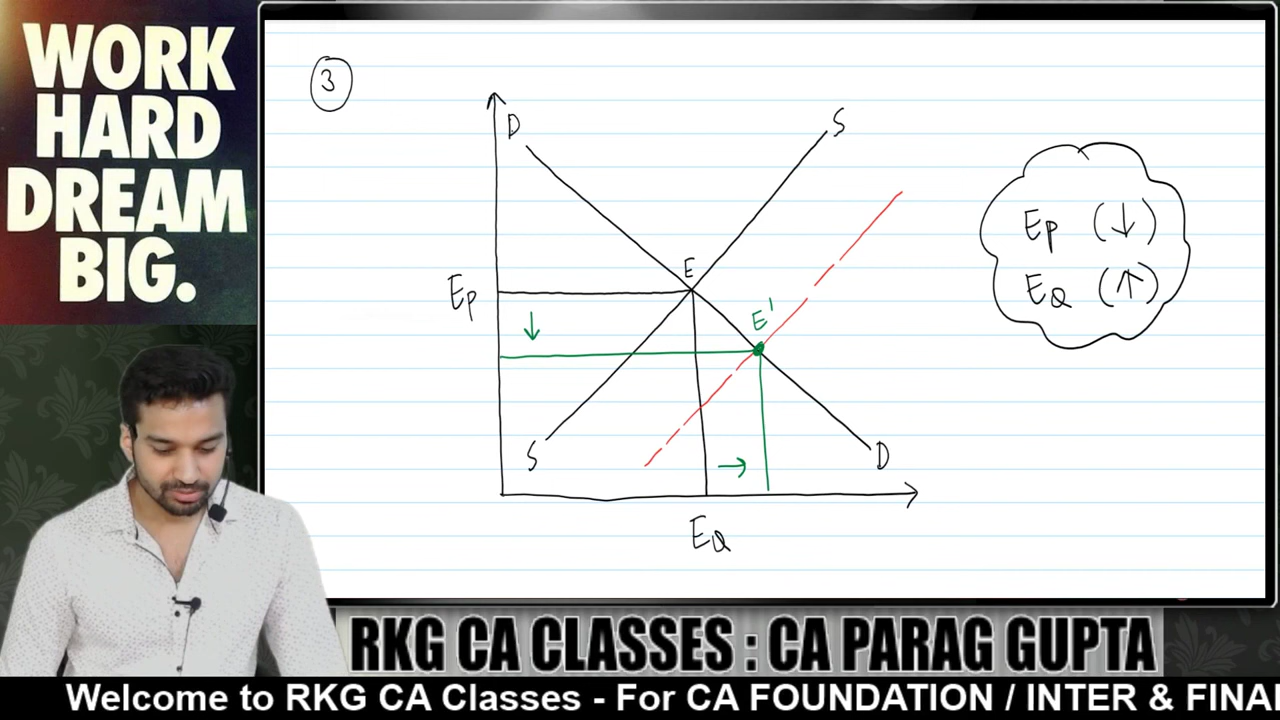 WORK
HARD
DREAM
BIG.
3
D
S
E
Ep
↓
E'
S
→
D
EQ
Ep (↓)
EQ (↑)
RKG CA CLASSES : CA PARAG GUPTA
Welcome to RKG CA Classes - For CA FOUNDATION / INTER & FINA